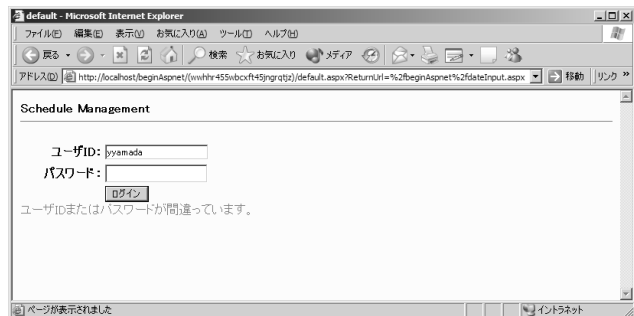 default - Microsoft Internet Explorer
ファイル(F) 編集(E) 表示(V) お気に入り(A) ツール(T) ヘルプ(H)
戻る 検索 お気に入り メディア
アドレス(D) http://localhost/beginAspnet/(wwhhr455wbcxft45jngrqtjz)/default.aspx?ReturnUrl=%2fbeginAspnet%2fdateInput.aspx 移動 リンク »
Schedule Management
ユーザID: yyamada
パスワード:
ログイン
ユーザIDまたはパスワードが間違っています。
ページが表示されました イントラネット